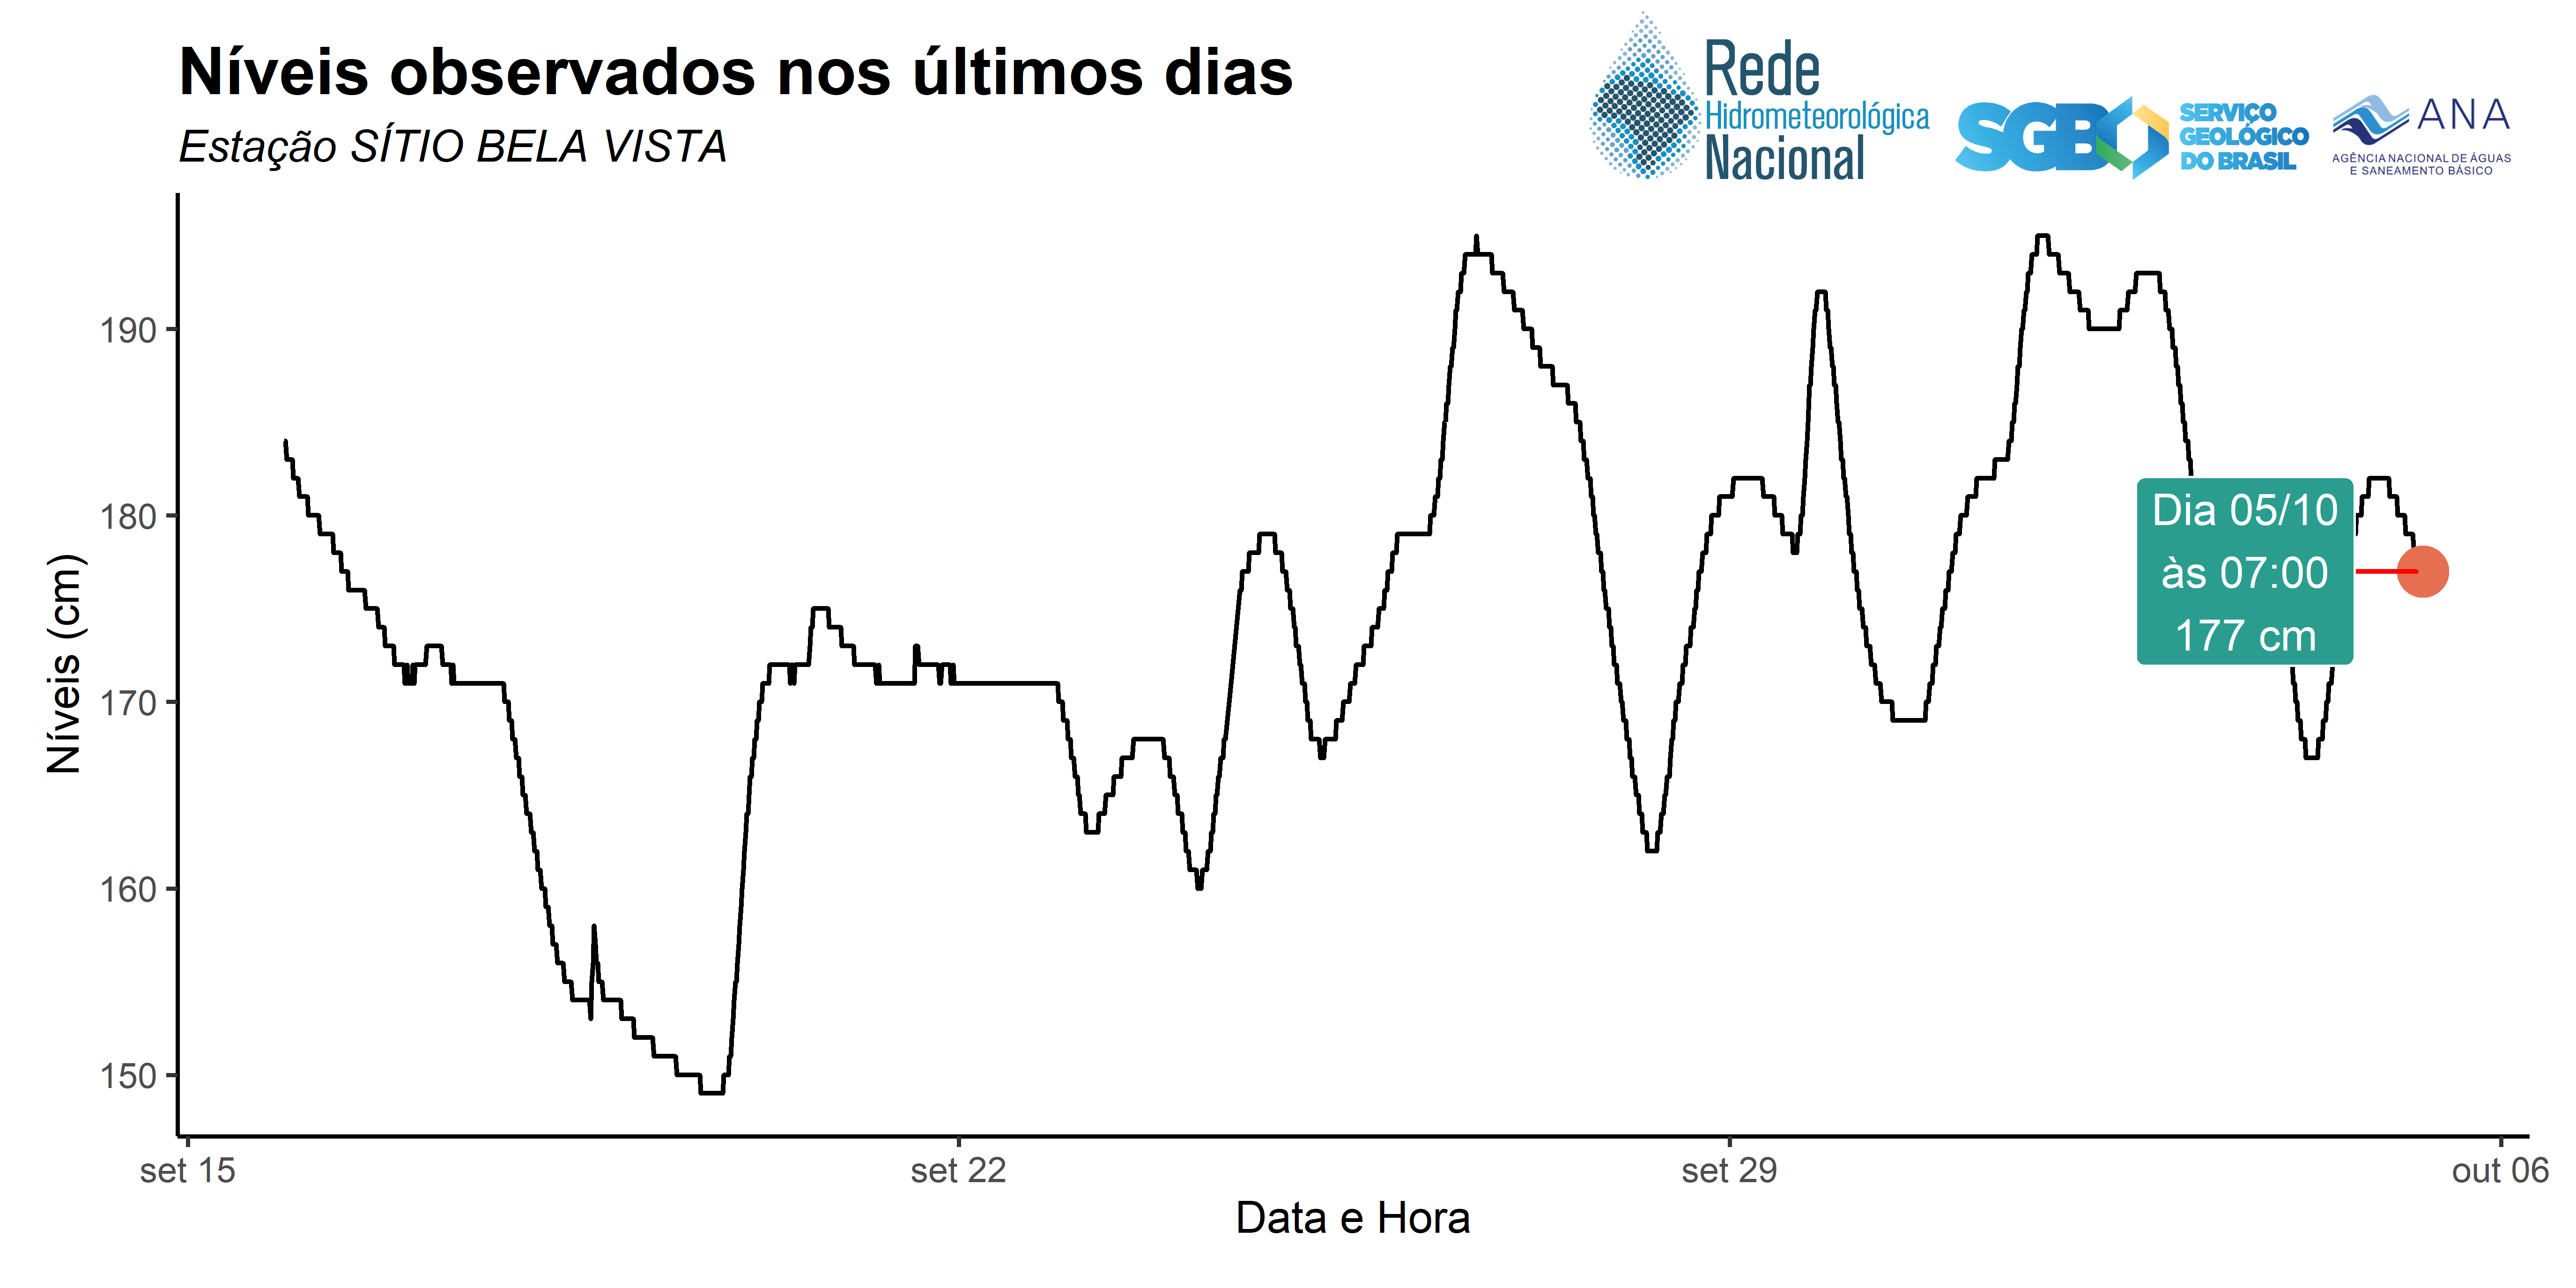 Níveis observados nos últimos dias
Estação SÍTIO BELA VISTA
Rede
Hidrometeorológica
Nacional
SGB
SERVIÇO
GEOLÓGICO
DO BRASIL
ANA
AGÊNCIA NACIONAL DE ÁGUAS
E SANEAMENTO BÁSICO
Níveis (cm)
190
180
170
160
150
Dia 05/10
às 07:00
177 cm
set 15
set 22
set 29
out 06
Data e Hora